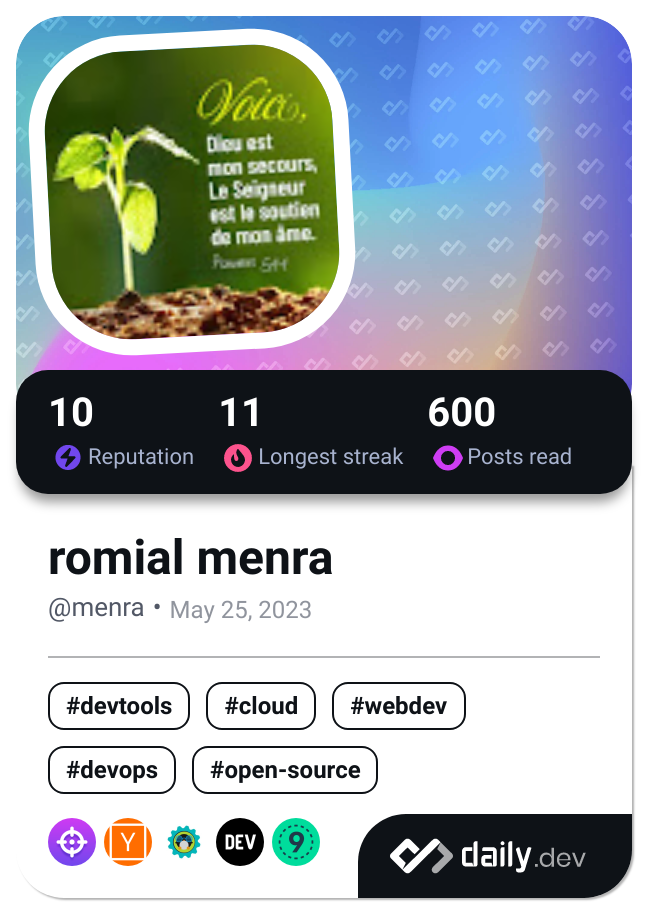 Voici,
Dieu est
mon secours,
Le Seigneur
est le soutien
de mon âme.
Psaumes 54:4
10
Reputation
11
Longest streak
600
Posts read
romial menra
@menra • May 25, 2023
#devtools #cloud #webdev
#devops #open-source
Y DEV 9
daily.dev